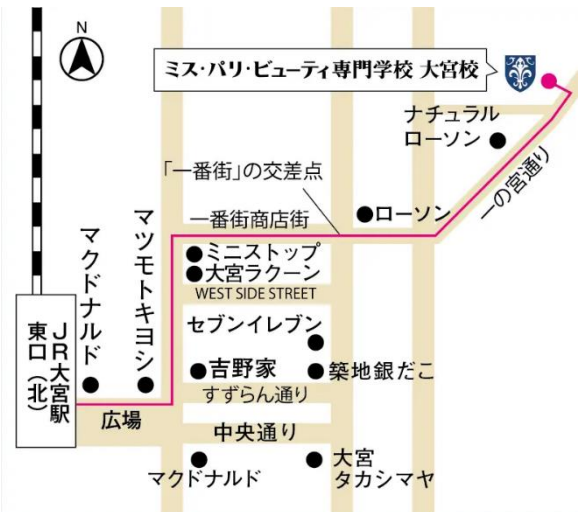 N
ミス・パリ・ビューティ専門学校 大宮校
ナチュラル
ローソン
「一番街」の交差点
一の宮通り
ローソン
一番街商店街
マクドナルド
マツモトキヨシ
ミニストップ
大宮ラクーン
WEST SIDE STREET
セブンイレブン
JR大宮駅
東口(北)
吉野家
築地銀だこ
すずらん通り
広場
中央通り
マクドナルド
大宮
タカシマヤ